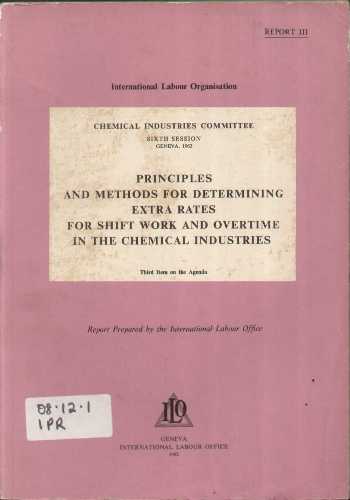 REPORT III
International Labour Organisation
CHEMICAL INDUSTRIES COMMITTEE
SIXTH SESSION
GENEVA, 1962
PRINCIPLES
AND METHODS FOR DETERMINING
EXTRA RATES
FOR SHIFT WORK AND OVERTIME
IN THE CHEMICAL INDUSTRIES
Third Item on the Agenda
Report Prepared by the International Labour Office
08.12.1
IPR
ILO
GENEVA
INTERNATIONAL LABOUR OFFICE
1962